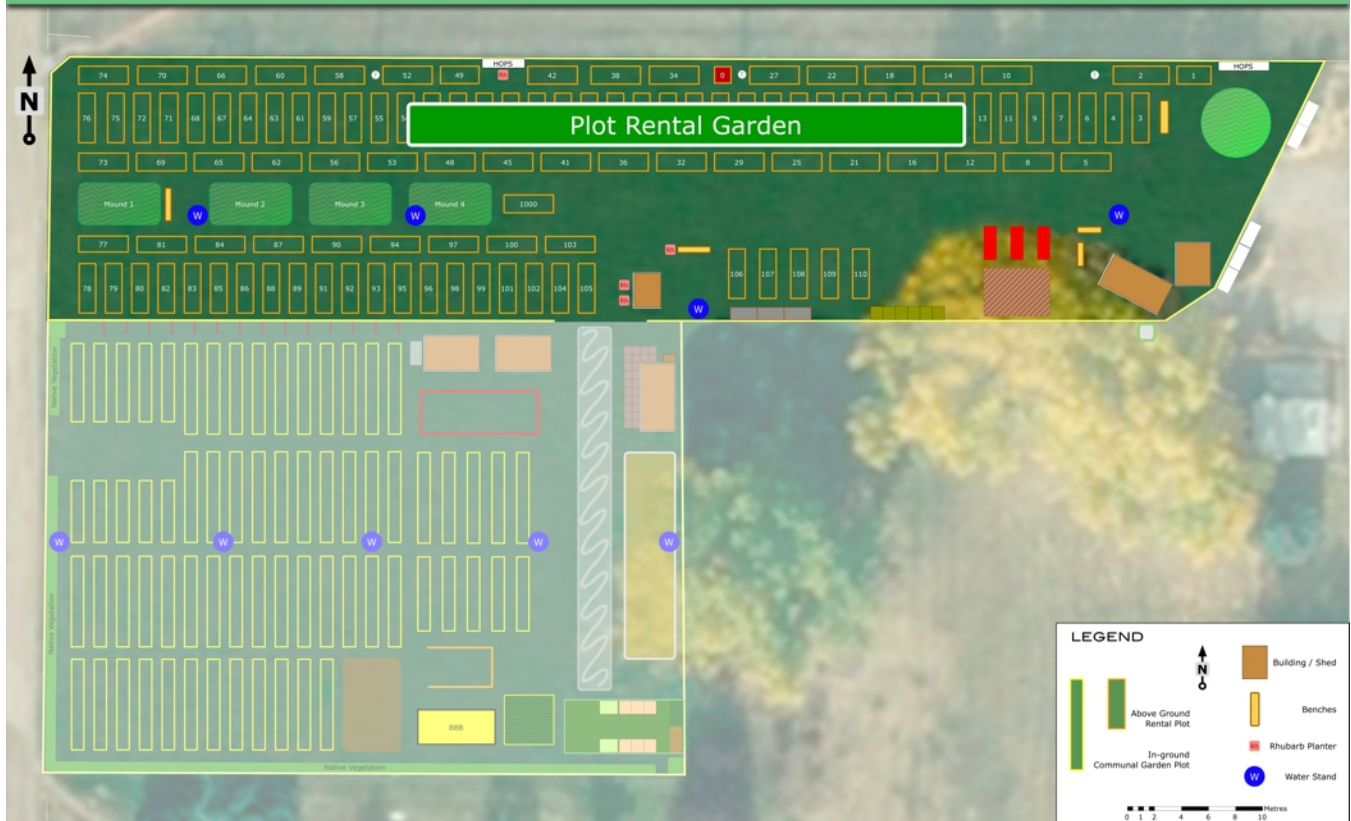 HOPS
HOPS
74 70 66 60 58 T 52 49 Rh 42 38 34 0 T 27 22 18 14 10 T 2 1
N
76 75 72 71 68 67 64 63 61 59 57 55 13 11 9 7 6 4 3
Plot Rental Garden
73 69 65 62 56 53 48 45 41 36 32 29 25 21 16 12 8 5
Mound 1 Mound 2 Mound 3 Mound 4 1000
W W W
77 81 84 87 90 94 97 100 103 Rh
78 79 80 82 83 85 86 88 89 91 92 93 95 96 98 99 101 102 104 105 106 107 108 109 110
Rh
Rh
W
Native Vegetation
W W W W W
Native Vegetation
BBB
Native Vegetation
LEGEND
N
Building / Shed
Above Ground
Rental Plot
Benches
In-ground
Communal Garden Plot
Rh Rhubarb Planter
W Water Stand
Metres
0 1 2 4 6 8 10